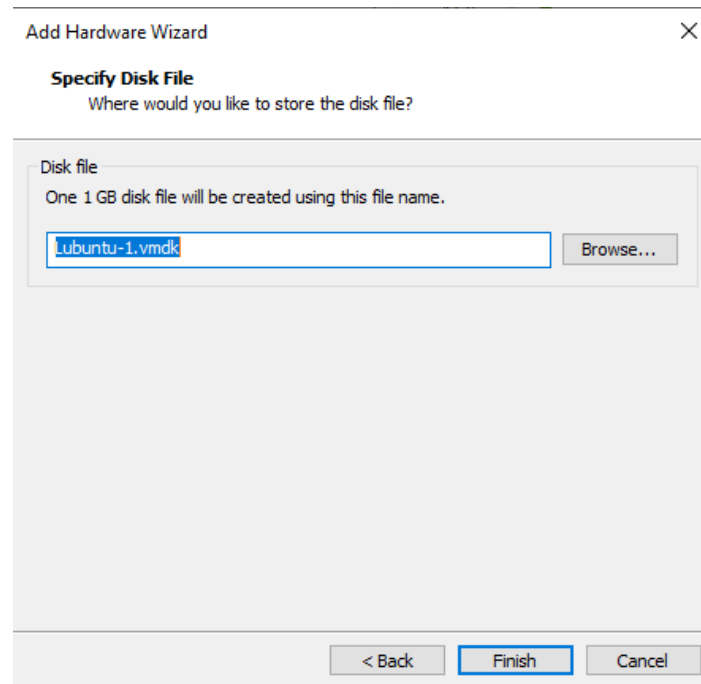 Add Hardware Wizard
Specify Disk File
Where would you like to store the disk file?
Disk file
One 1 GB disk file will be created using this file name.
Lubuntu-1.vmdk
Browse...
< Back
Finish
Cancel